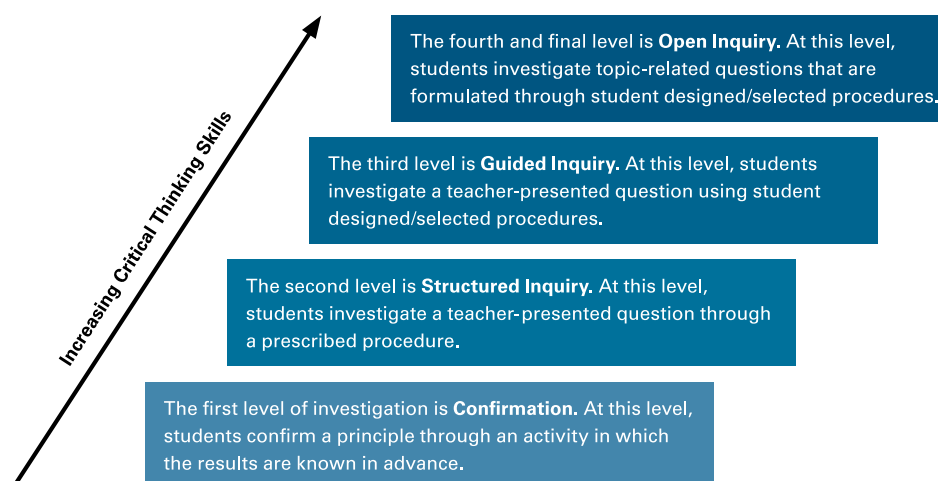 The fourth and final level is Open Inquiry. At this level,
students investigate topic-related questions that are
formulated through student designed/selected procedures.
Increasing Critical Thinking Skills
The third level is Guided Inquiry. At this level, students
investigate a teacher-presented question using student
designed/selected procedures.
The second level is Structured Inquiry. At this level,
students investigate a teacher-presented question through
a prescribed procedure.
The first level of investigation is Confirmation. At this level,
students confirm a principle through an activity in which
the results are known in advance.